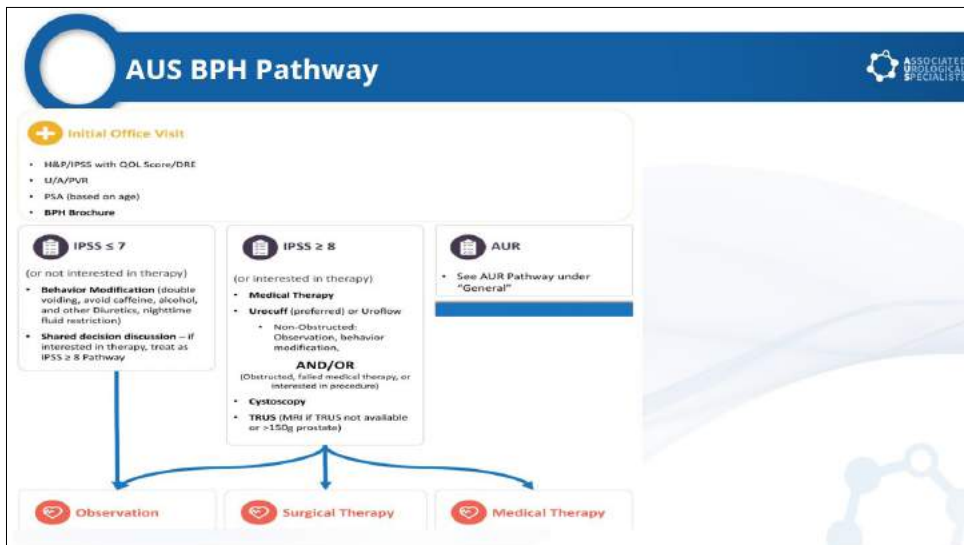 AUS BPH Pathway
ASSOCIATED
UROLOGICAL
SPECIALISTS
Initial Office Visit
• H&P/IPSS with QOL Score/DRE
• U/A/PVR
• PSA (based on age)
• BPH Brochure
IPSS ≤ 7
(or not interested in therapy)
• Behavior Modification (double
voiding, avoid caffeine, alcohol,
and other Diuretics, nighttime
fluid restriction)
• Shared decision discussion – if
interested in therapy, treat as
IPSS ≥ 8 Pathway
IPSS ≥ 8
(or interested in therapy)
• Medical Therapy
• Urocuff (preferred) or Uroflow
• Non-Obstructed:
Observation, behavior
modification,
AND/OR
(Obstructed, failed medical therapy, or
interested in procedure)
• Cystoscopy
• TRUS (MRI if TRUS not available
or >150g prostate)
AUR
• See AUR Pathway under
"General"
Observation
Surgical Therapy
Medical Therapy